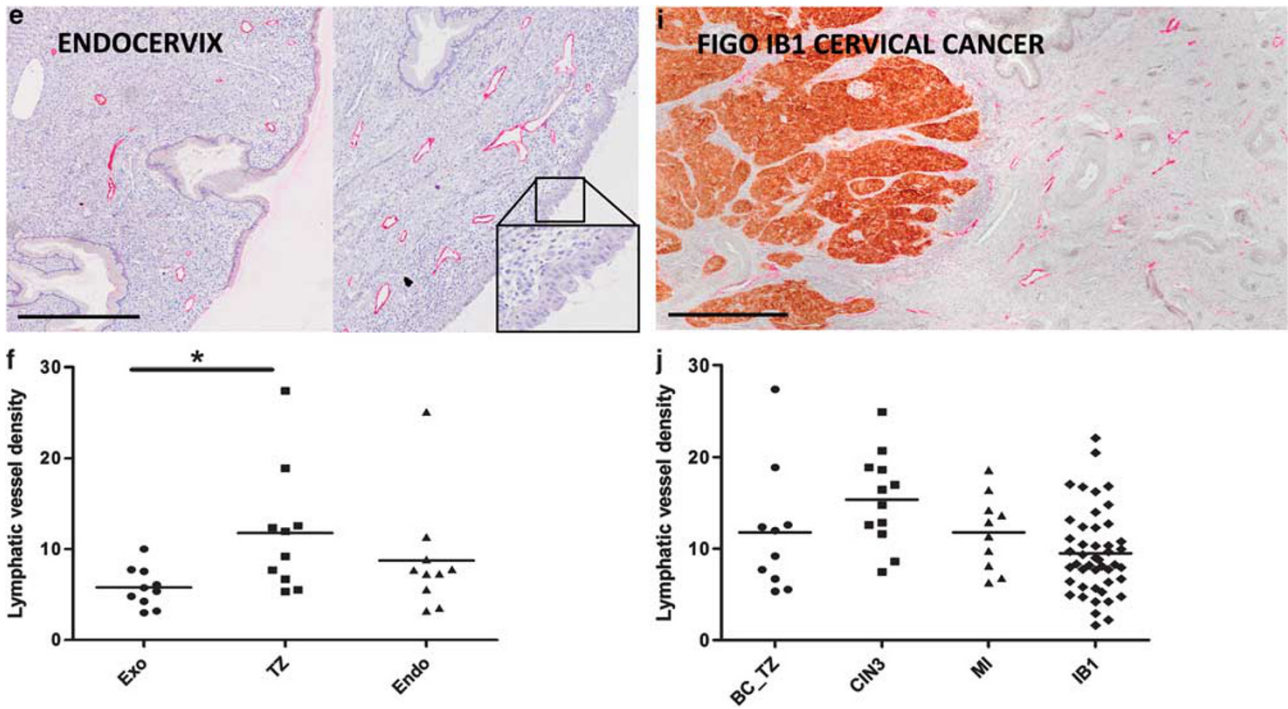 e
ENDOCERVIX
i
FIGO IB1 CERVICAL CANCER
f
Lymphatic vessel density
30
20
10
0
*
Exo
TZ
Endo
j
Lymphatic vessel density
30
20
10
0
BC_TZ
CIN3
MI
IB1